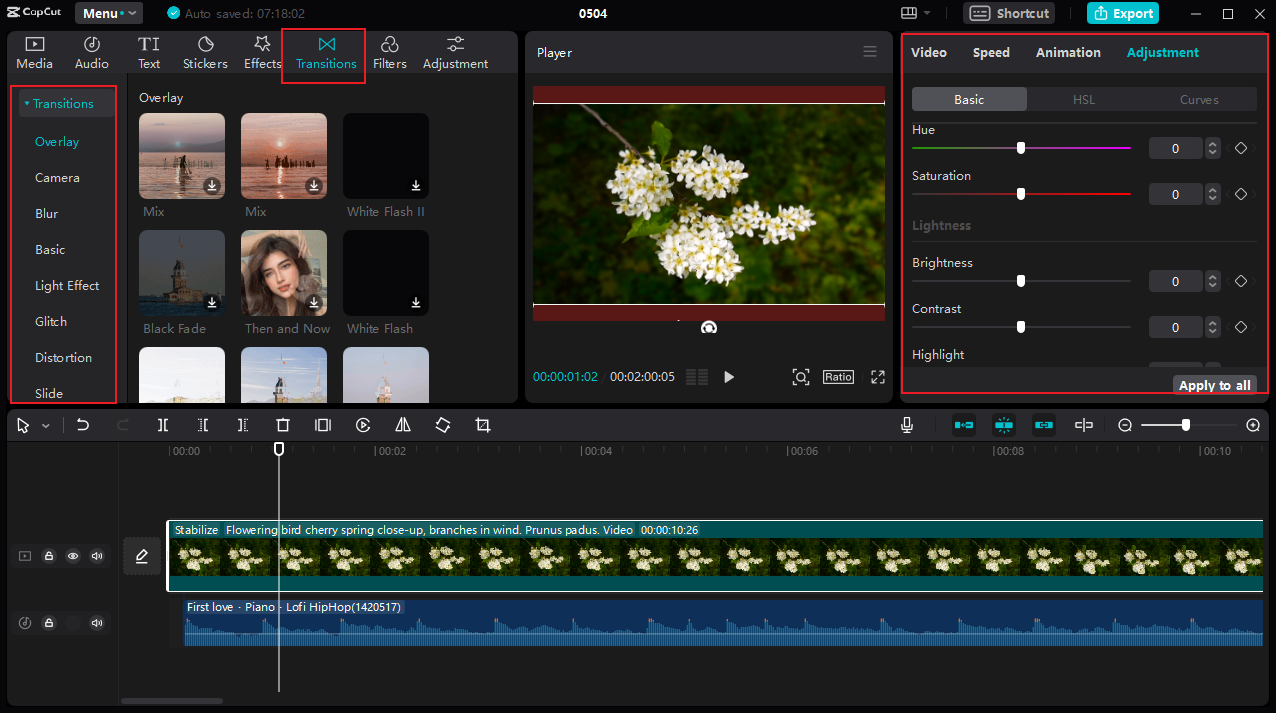 CapCut Menu Auto saved: 07:18:02 0504 Shortcut Export
Media Audio Text Stickers Effects Transitions Filters Adjustment
Transitions
Overlay
Camera
Blur
Basic
Light Effect
Glitch
Distortion
Slide
Overlay
Mix Mix White Flash II
Black Fade Then and Now White Flash
Player
00:00:01:02 00:02:00:05 Ratio
Video Speed Animation Adjustment
Basic HSL Curves
Hue
0
Saturation
0
Lightness
Brightness
0
Contrast
0
Highlight
Apply to all
00:00 00:02 00:04 00:06 00:08 00:10
Stabilize Flowering bird cherry spring close-up, branches in wind. Prunus padus. Video 00:00:10:26
First love - Piano - Lofi HipHop(1420517)